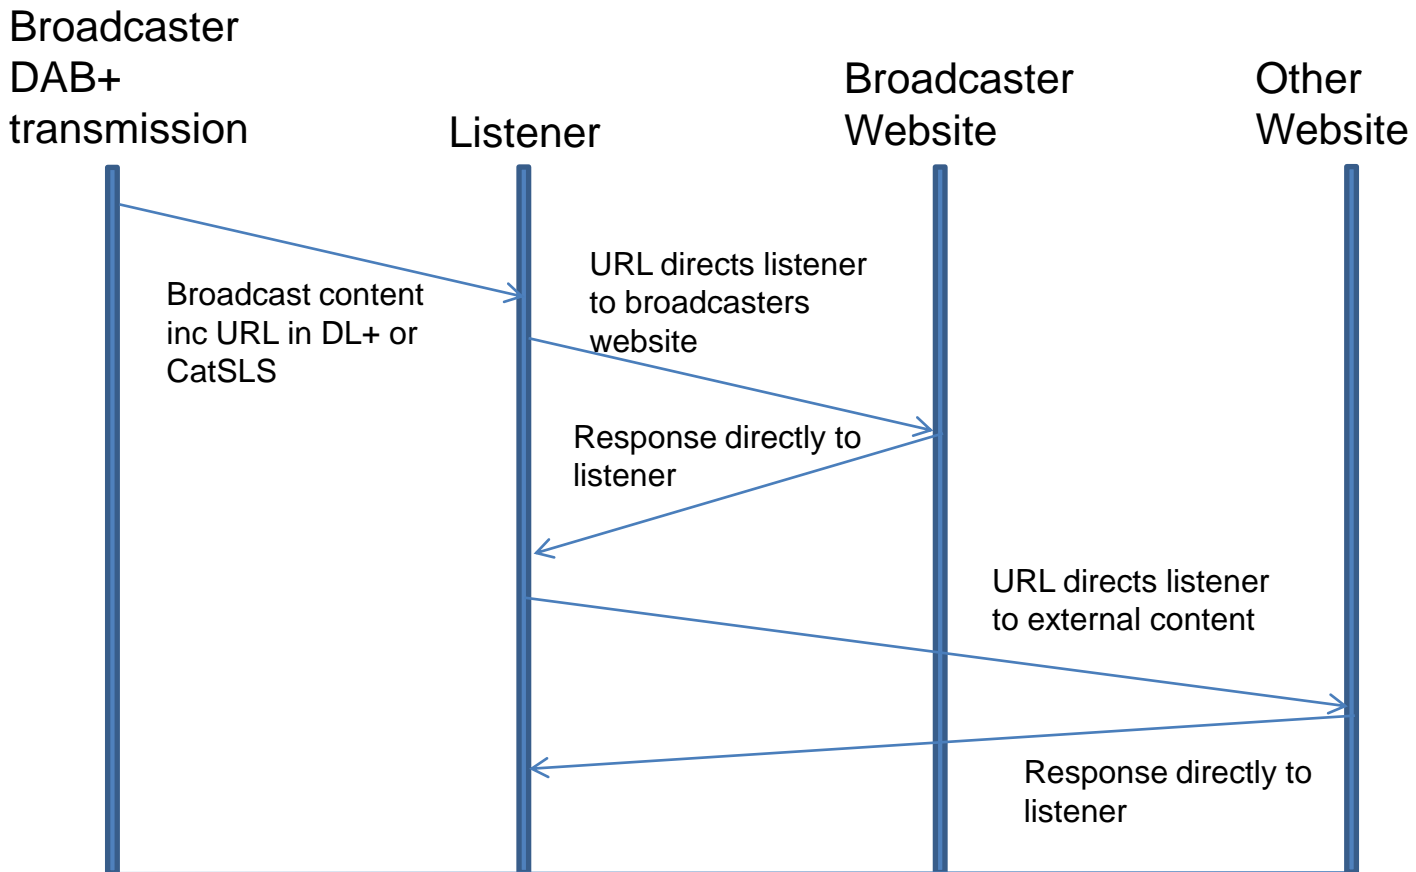 Broadcaster
DAB+
transmission
Listener
Broadcaster
Website
Other
Website
Broadcast content
inc URL in DL+ or
CatSLS
URL directs listener
to broadcasters
website
Response directly to
listener
URL directs listener
to external content
Response directly to
listener